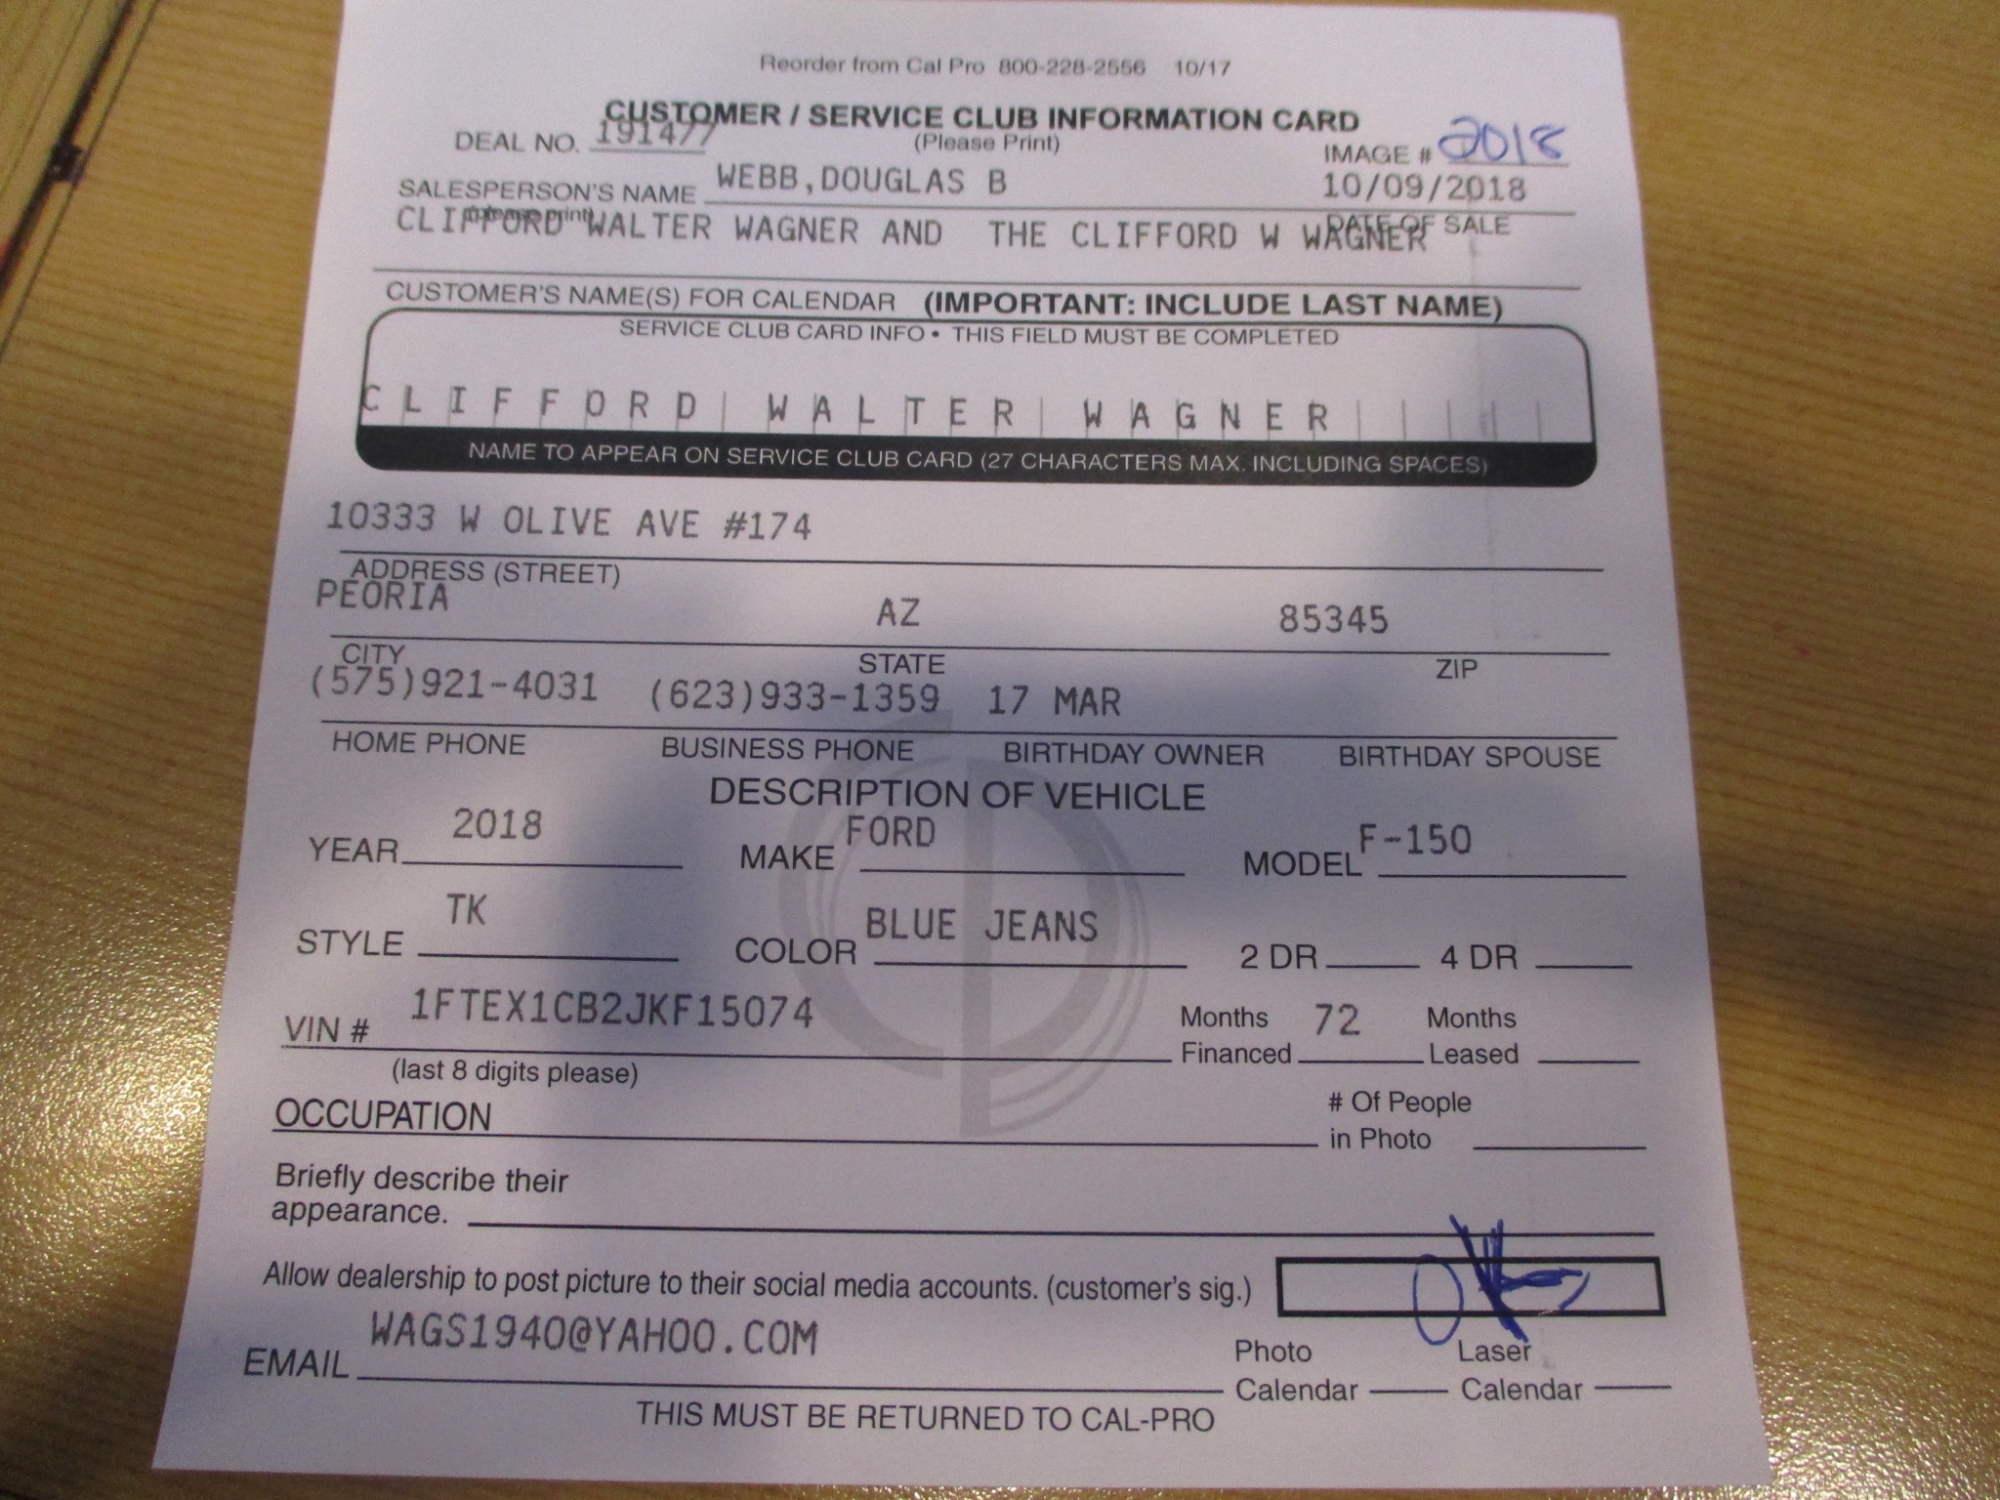 Reorder from Cal Pro 800-228-2556 10/17
CUSTOMER / SERVICE CLUB INFORMATION CARD
(Please Print)
DEAL NO. 191477
IMAGE # 2018
SALESPERSON'S NAME WEBB,DOUGLAS B 10/09/2018
(please print) DATE OF SALE
CLIFFORD WALTER WAGNER AND THE CLIFFORD W WAGNER
CUSTOMER'S NAME(S) FOR CALENDAR (IMPORTANT: INCLUDE LAST NAME)
SERVICE CLUB CARD INFO • THIS FIELD MUST BE COMPLETED
CLIFFORD WALTER WAGNER
NAME TO APPEAR ON SERVICE CLUB CARD (27 CHARACTERS MAX. INCLUDING SPACES)
10333 W OLIVE AVE #174
ADDRESS (STREET)
PEORIA AZ 85345
CITY STATE ZIP
(575)921-4031 (623)933-1359 17 MAR
HOME PHONE BUSINESS PHONE BIRTHDAY OWNER BIRTHDAY SPOUSE
DESCRIPTION OF VEHICLE
YEAR 2018 MAKE FORD MODEL F-150
STYLE TK COLOR BLUE JEANS 2 DR 4 DR
VIN # 1FTEX1CB2JKF15074 Months Financed 72 Months Leased
(last 8 digits please)
OCCUPATION # Of People in Photo
Briefly describe their
appearance.
Allow dealership to post picture to their social media accounts. (customer's sig.)
EMAIL WAGS1940@YAHOO.COM
Photo Calendar Laser Calendar
THIS MUST BE RETURNED TO CAL-PRO